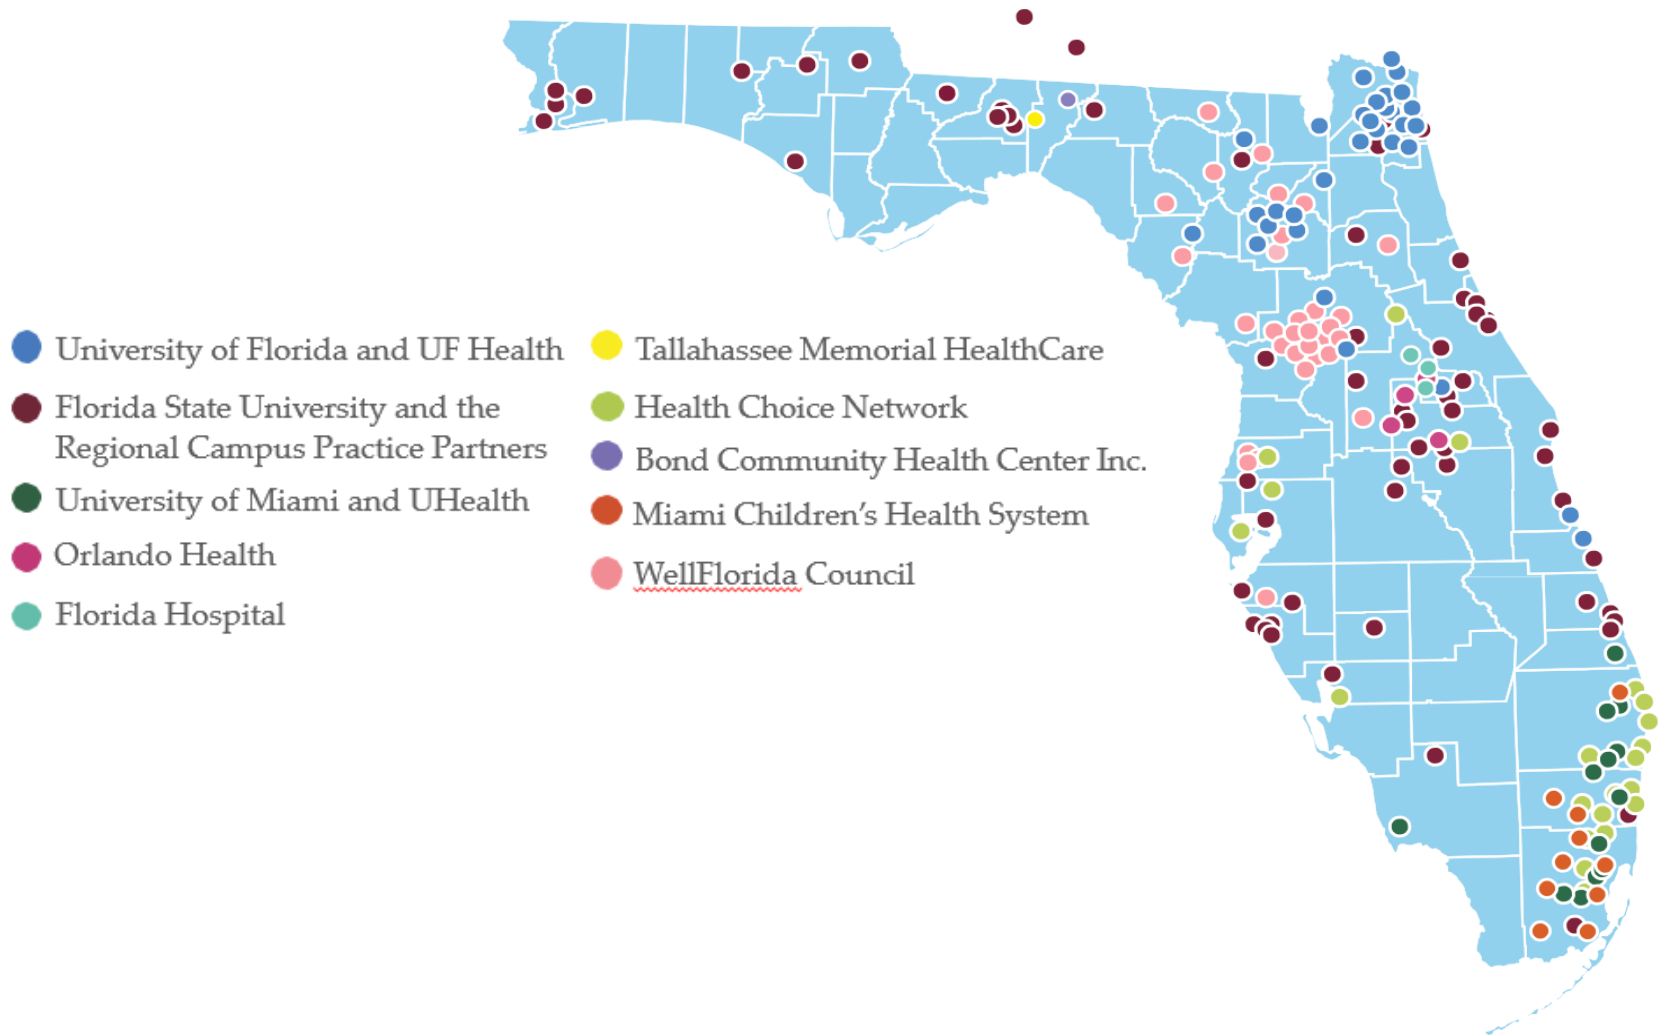 University of Florida and UF Health
Florida State University and the
Regional Campus Practice Partners
University of Miami and UHealth
Orlando Health
Florida Hospital
Tallahassee Memorial HealthCare
Health Choice Network
Bond Community Health Center Inc.
Miami Children’s Health System
WellFlorida Council